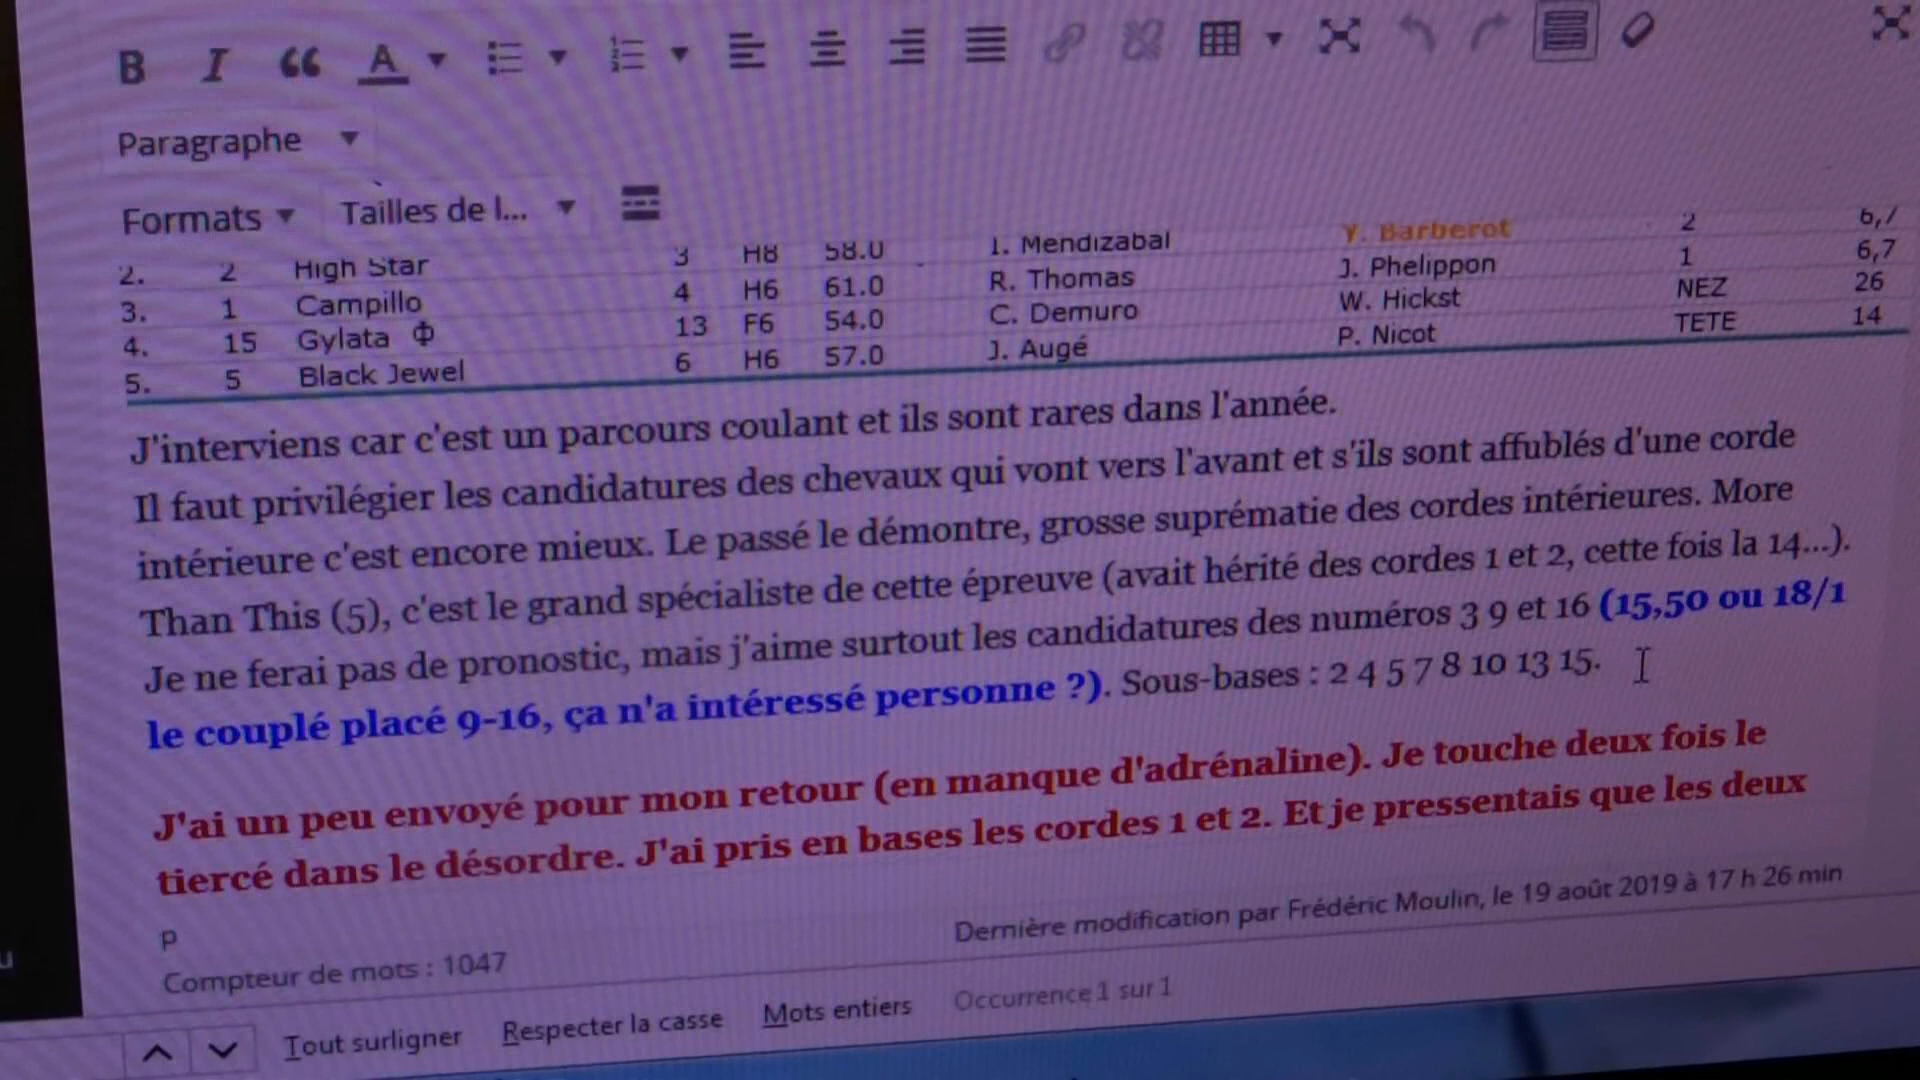 B I “ A
Paragraphe
Formats Tailles de l...
2. 2 High Star 3 H8 58.0 I. Mendizabal Y. Barberot 2 6,7
3. 1 Campillo 4 H6 61.0 R. Thomas J. Phelippon 1 6,7
4. 15 Gylata Ф 13 F6 54.0 C. Demuro W. Hickst NEZ 26
5. 5 Black Jewel 6 H6 57.0 J. Augé P. Nicot TETE 14
J'interviens car c'est un parcours coulant et ils sont rares dans l'année.
Il faut privilégier les candidatures des chevaux qui vont vers l'avant et s'ils sont affublés d'une corde
intérieure c'est encore mieux. Le passé le démontre, grosse suprématie des cordes intérieures. More
Than This (5), c'est le grand spécialiste de cette épreuve (avait hérité des cordes 1 et 2, cette fois la 14...).
Je ne ferai pas de pronostic, mais j'aime surtout les candidatures des numéros 3 9 et 16 (15,50 ou 18/1
le couplé placé 9-16, ça n'a intéressé personne ?). Sous-bases : 2 4 5 7 8 10 13 15.
J'ai un peu envoyé pour mon retour (en manque d'adrénaline). Je touche deux fois le
tiercé dans le désordre. J'ai pris en bases les cordes 1 et 2. Et je pressentais que les deux
P
Compteur de mots : 1047 Dernière modification par Frédéric Moulin, le 19 août 2019 à 17 h 26 min
Tout surligner Respecter la casse Mots entiers Occurrence 1 sur 1